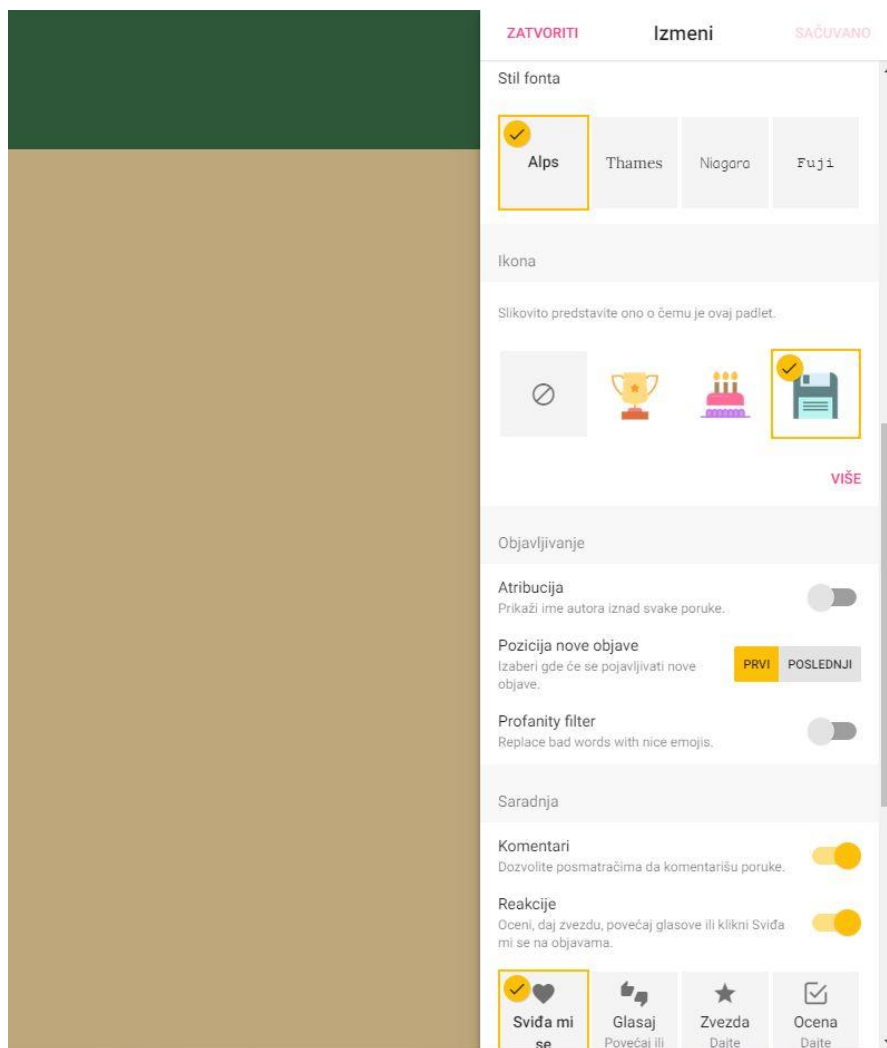 ZATVORITI Izmeni SAČUVANO
Stil fonta
Alps Thames Niagara Fuji
Ikona
Slikovito predstavite ono o čemu je ovaj padlet.
VIŠE
Objavljivanje
Atribucija
Prikaži ime autora iznad svake poruke.
Pozicija nove objave
Izaberi gde će se pojavljivati nove
objave.
PRVI POSLEDNJI
Profanity filter
Replace bad words with nice emojis.
Saradnja
Komentari
Dozvolite posmatračima da komentarišu poruke.
Reakcije
Oceni, daj zvezdu, povećaj glasove ili klikni Sviđa
mi se na objavama.
Sviđa mi Glasaj Zvezda Ocena
se Povećaj ili Dajte Dajte